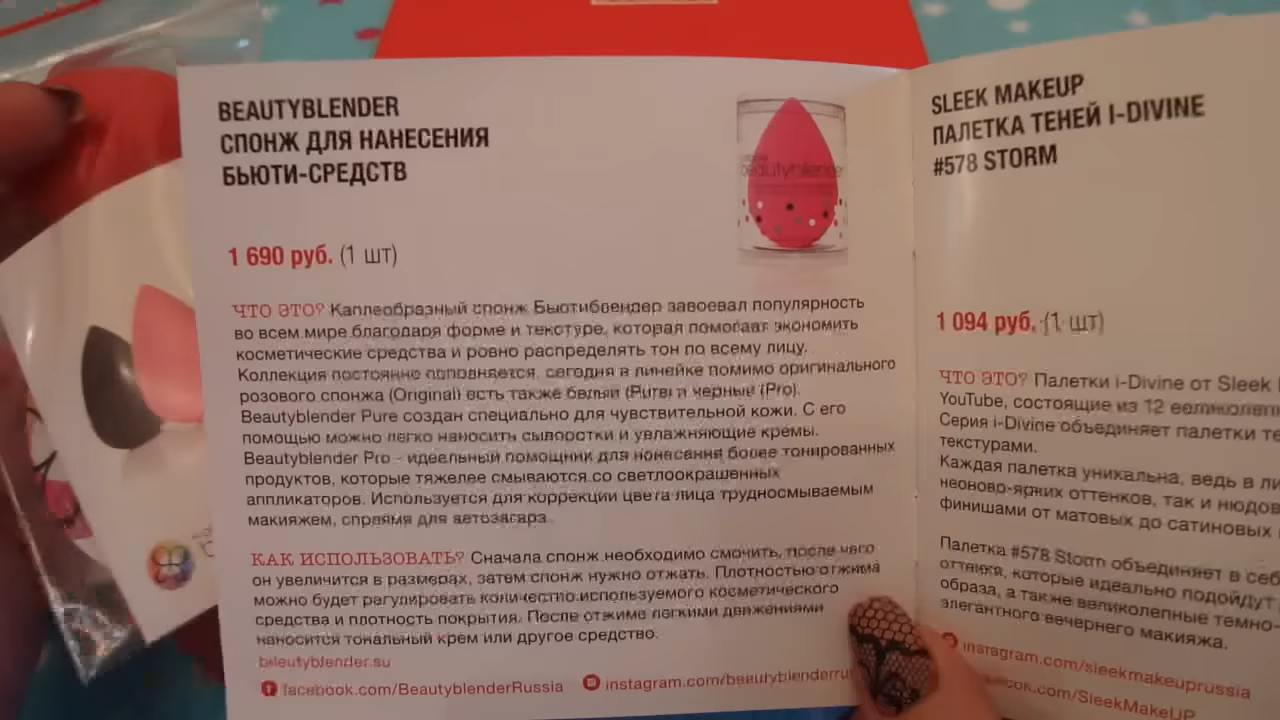 BEAUTYBLENDER
СПОНЖ ДЛЯ НАНЕСЕНИЯ
БЬЮТИ-СРЕДСТВ
beautyblender
1 690 руб. (1 шт)
ЧТО ЭТО? Каплеобразный спонж Бьютиблендер завоевал популярность
во всем мире благодаря форме и текстуре, которая помогает экономить
косметические средства и ровно распределять тон по всему лицу.
Коллекция постоянно пополняется, сегодня в линейке помимо оригинального
розового спонжа (Original) есть также белый (Pure) и черный (Pro).
Beautyblender Pure создан специально для чувствительной кожи. С его
помощью можно легко наносить сыворотки и увлажняющие кремы.
Beautyblender Pro - идеальный помощник для нанесения более тонированных
продуктов, которые тяжелее смываются со светлоокрашенных
аппликаторов. Используется для коррекции цвета лица трудносмываемым
макияжем, спреями для автозагара.
КАК ИСПОЛЬЗОВАТЬ? Сначала спонж необходимо смочить, после чего
он увеличится в размерах, затем спонж нужно отжать. Плотностью отжима
можно будет регулировать количество используемого косметического
средства и плотность покрытия. После отжима легкими движениями
наносится тональный крем или другое средство.
beautyblender.su
facebook.com/BeautyblenderRussia instagram.com/beautyblenderru
SLEEK MAKEUP
ПАЛЕТКА ТЕНЕЙ I-DIVINE
#578 STORM
1 094 руб. (1 шт)
ЧТО ЭТО? Палетки i-Divine от Sleek
YouTube, состоящие из 12
Серия i-Divine объединяет палетки
текстурами.
Каждая палетка уникальна, ведь в
неоново-ярких оттенков, так и нюдов
финишами от матовых до сатиновых
Палетка #578 Storm объединяет в
оттенки, которые идеально подойдут
образа, а также великолепные темно-
элегантного вечернего макияжа.
instagram.com/sleekmakeuprussia
.com/SleekMakeUP